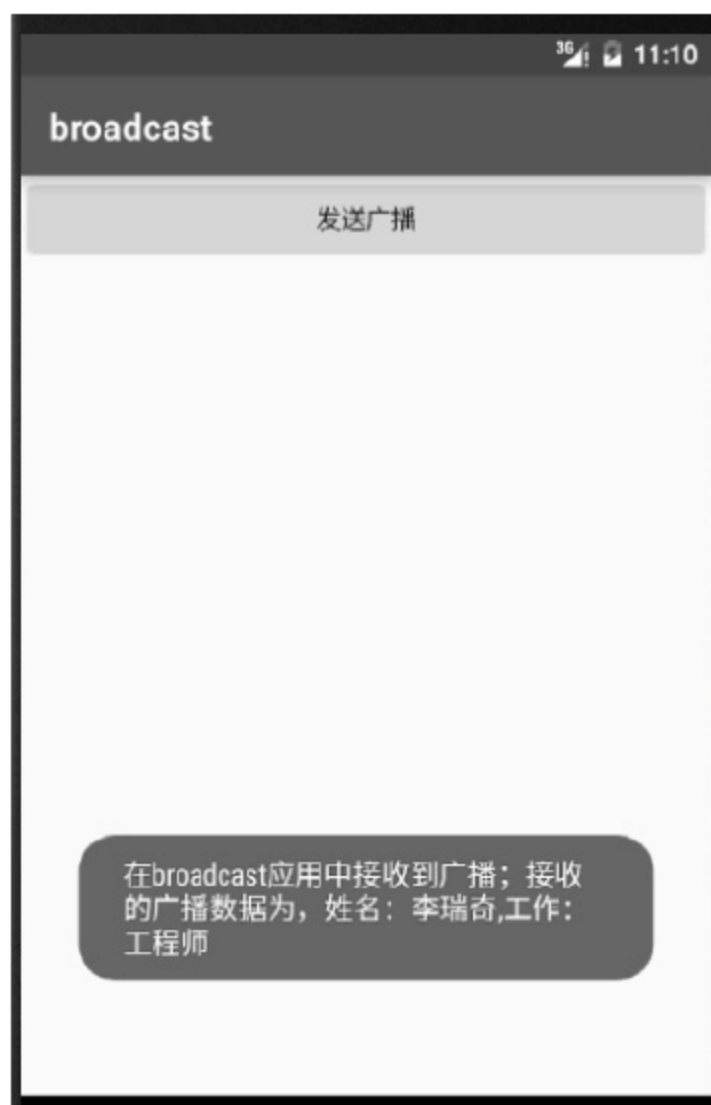 3G 11:10
broadcast
发送广播
在broadcast应用中接收到广播；接收
的广播数据为，姓名：李瑞奇,工作：
工程师